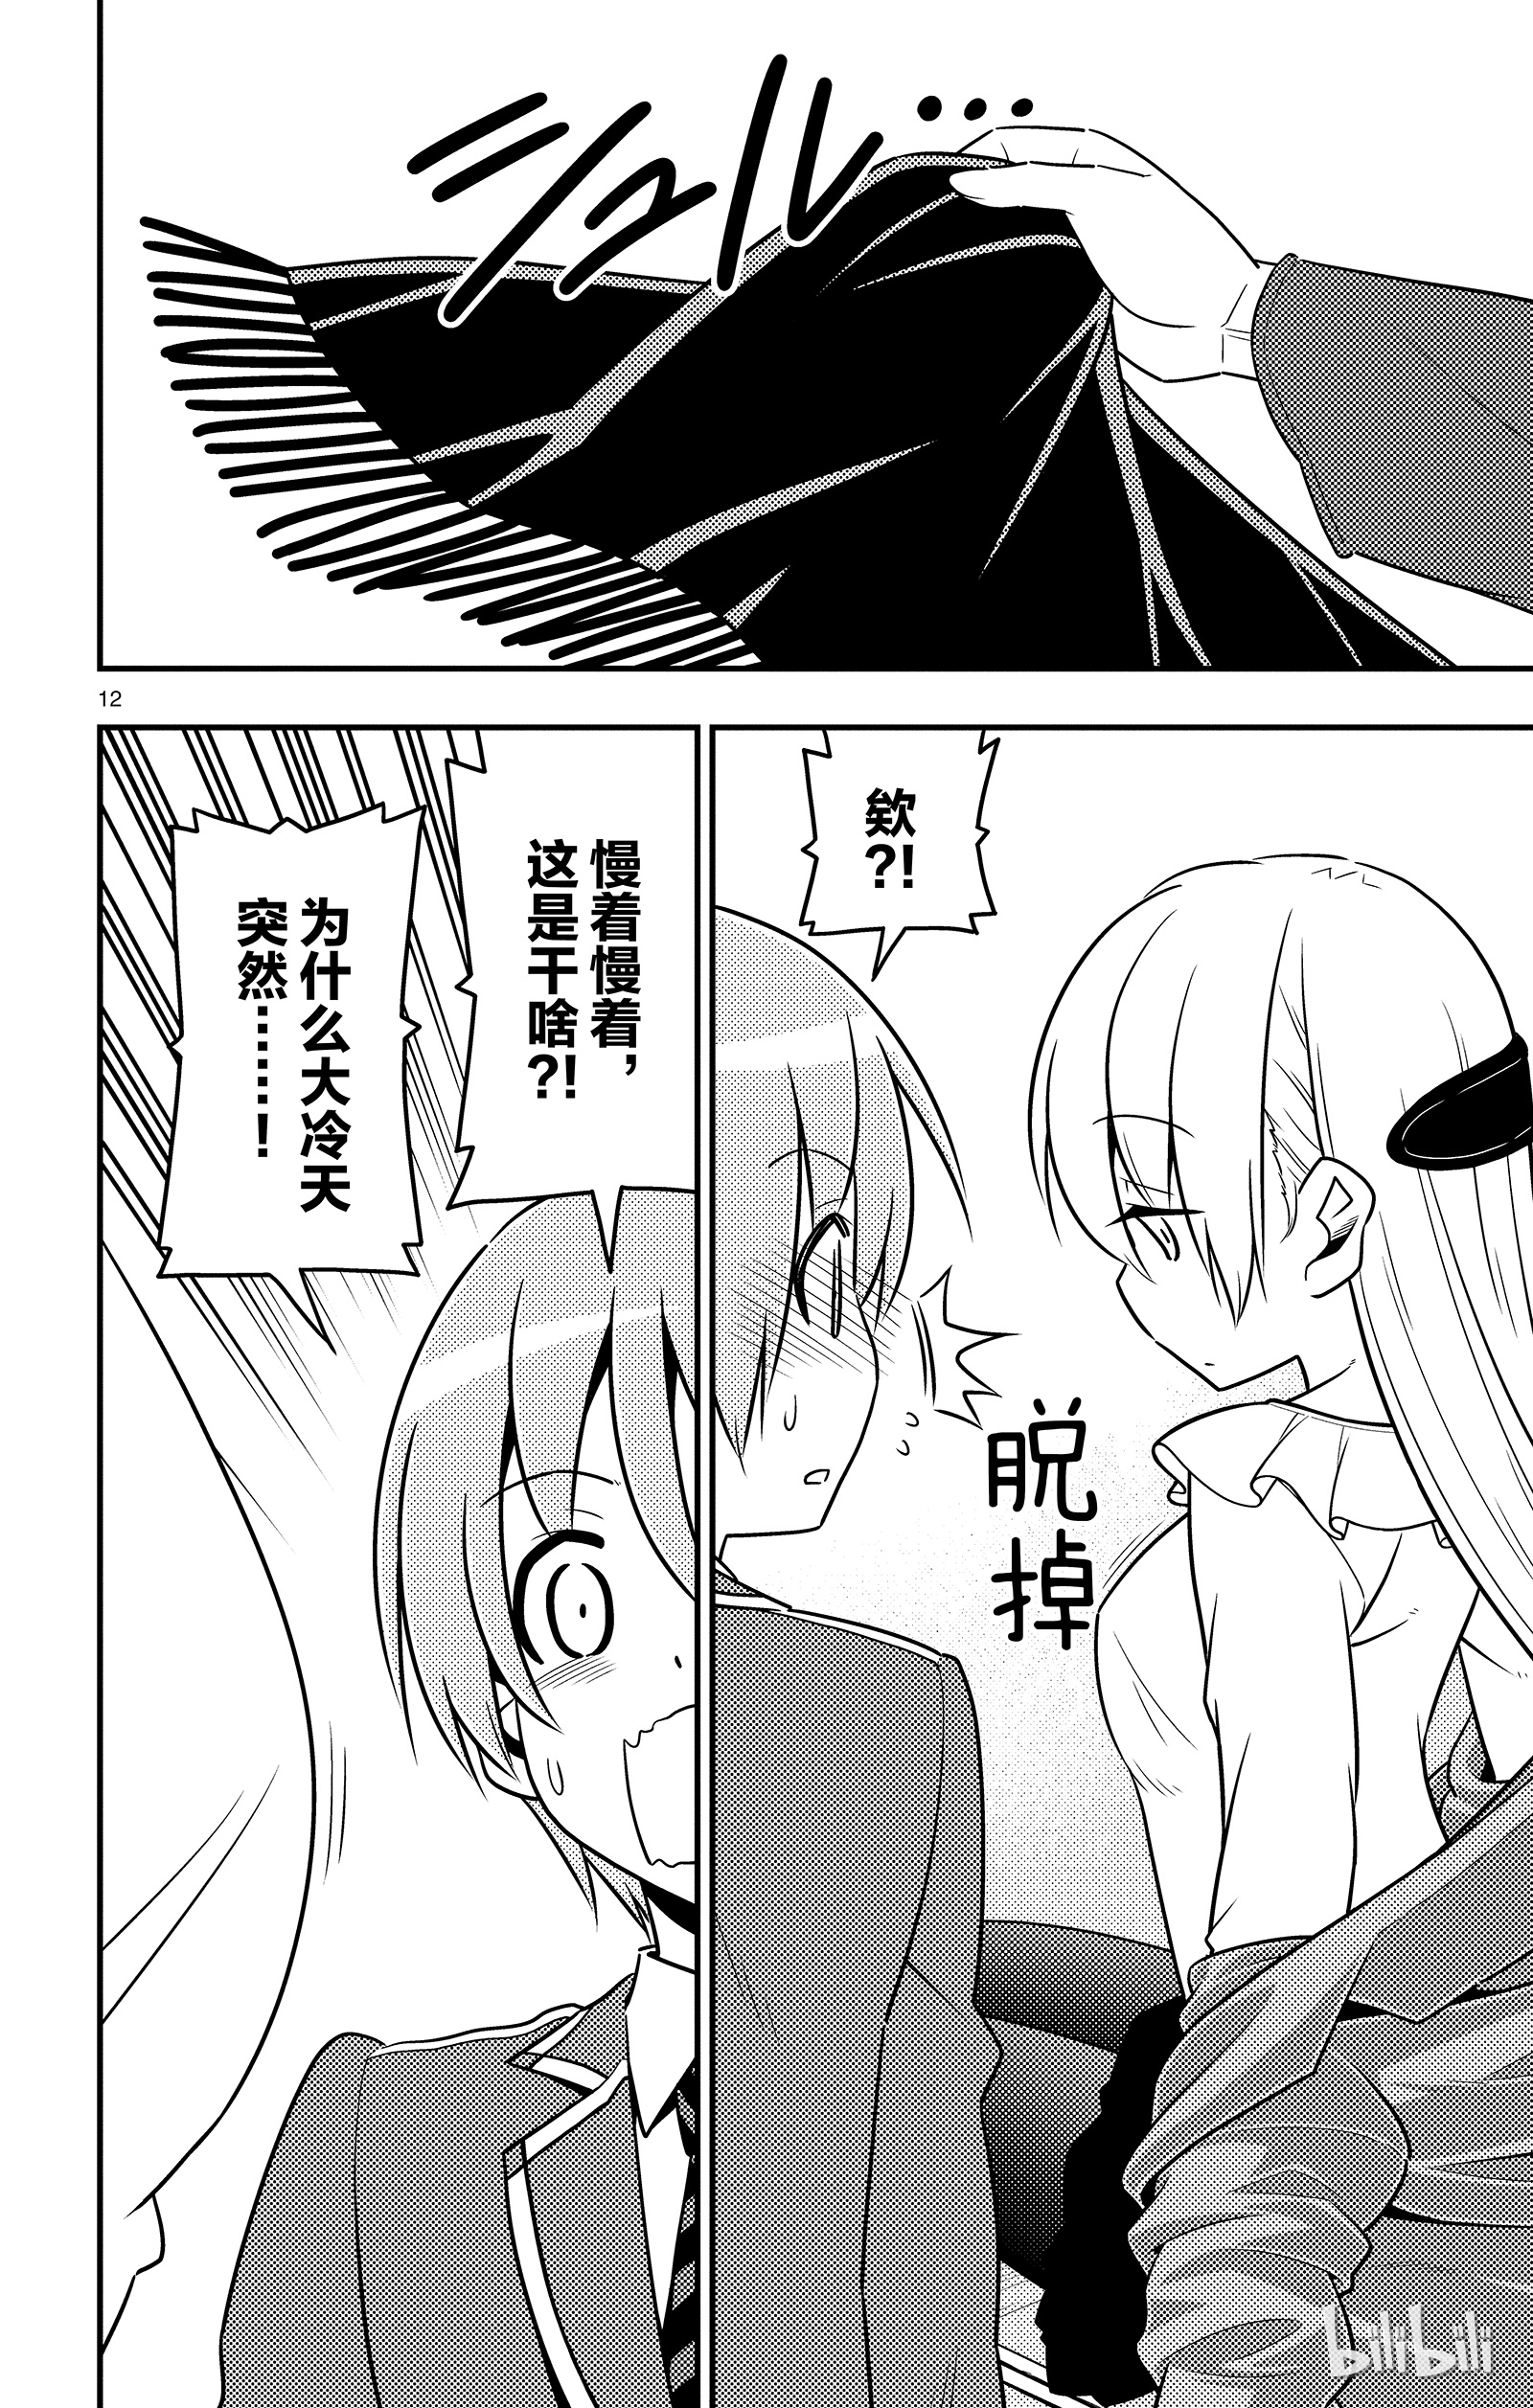 シュル...
12
欸
?!
脱掉
慢着慢着，
这是干啥?!
为什么大冷天
突然……!
bilibili